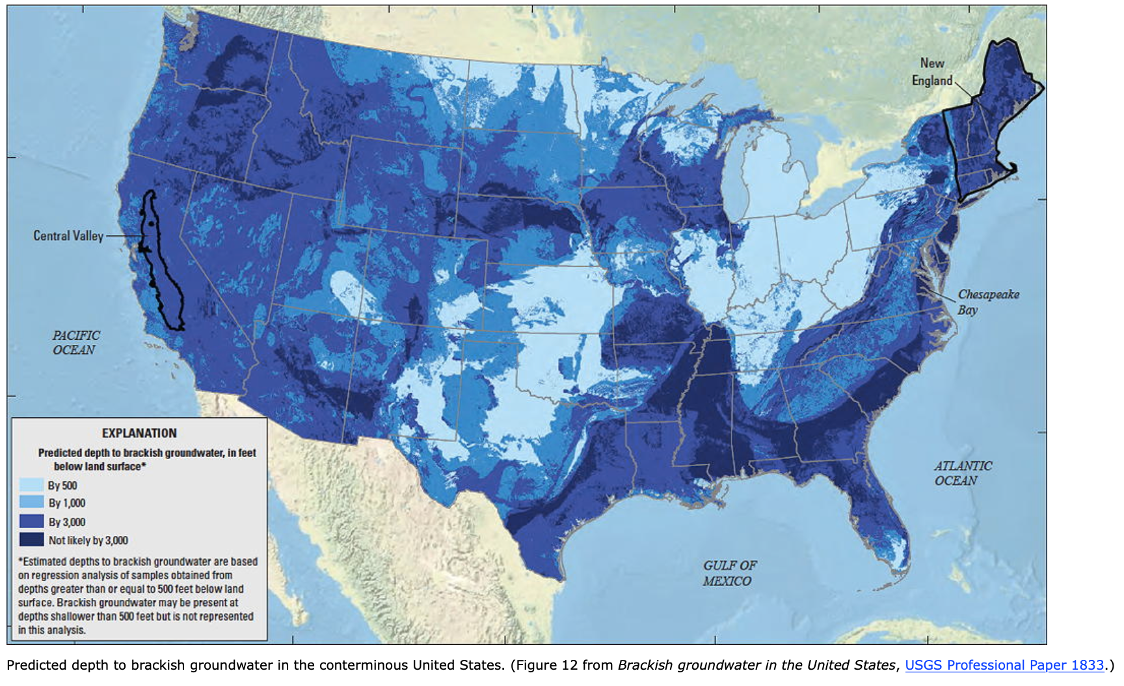 New
England
Central Valley
Chesapeake
Bay
PACIFIC
OCEAN
ATLANTIC
OCEAN
GULF OF
MEXICO
EXPLANATION
Predicted depth to brackish groundwater, in feet
below land surface*
By 500
By 1,000
By 3,000
Not likely by 3,000
*Estimated depths to brackish groundwater are based
on regression analysis of samples obtained from
depths greater than or equal to 500 feet below land
surface. Brackish groundwater may be present at
depths shallower than 500 feet but is not represented
in this analysis.
Predicted depth to brackish groundwater in the conterminous United States. (Figure 12 from Brackish groundwater in the United States, USGS Professional Paper 1833.)